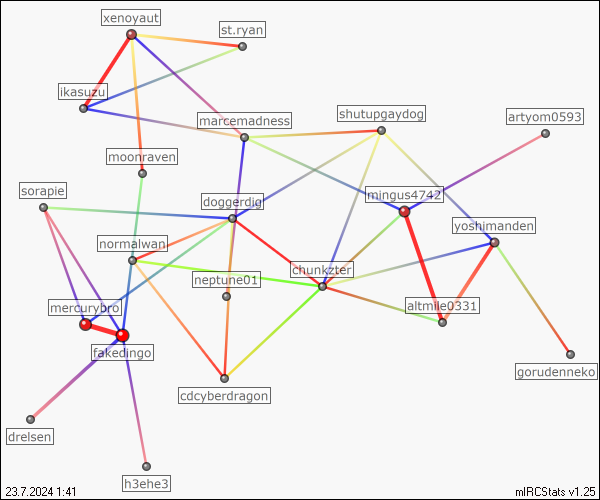 xenoyaut
st.ryan
ikasuzu
marcemadness
shutupgaydog
artyom0593
moonraven
sorapie
doggerdig
mingus4742
yoshimanden
normalwan
neptune01
chunkzter
mercurybro
altmile0331
fakedingo
gorudenneko
cdcyberdragon
drelsen
h3ehe3
23.7.2024 1:41
mIRCStats v1.25